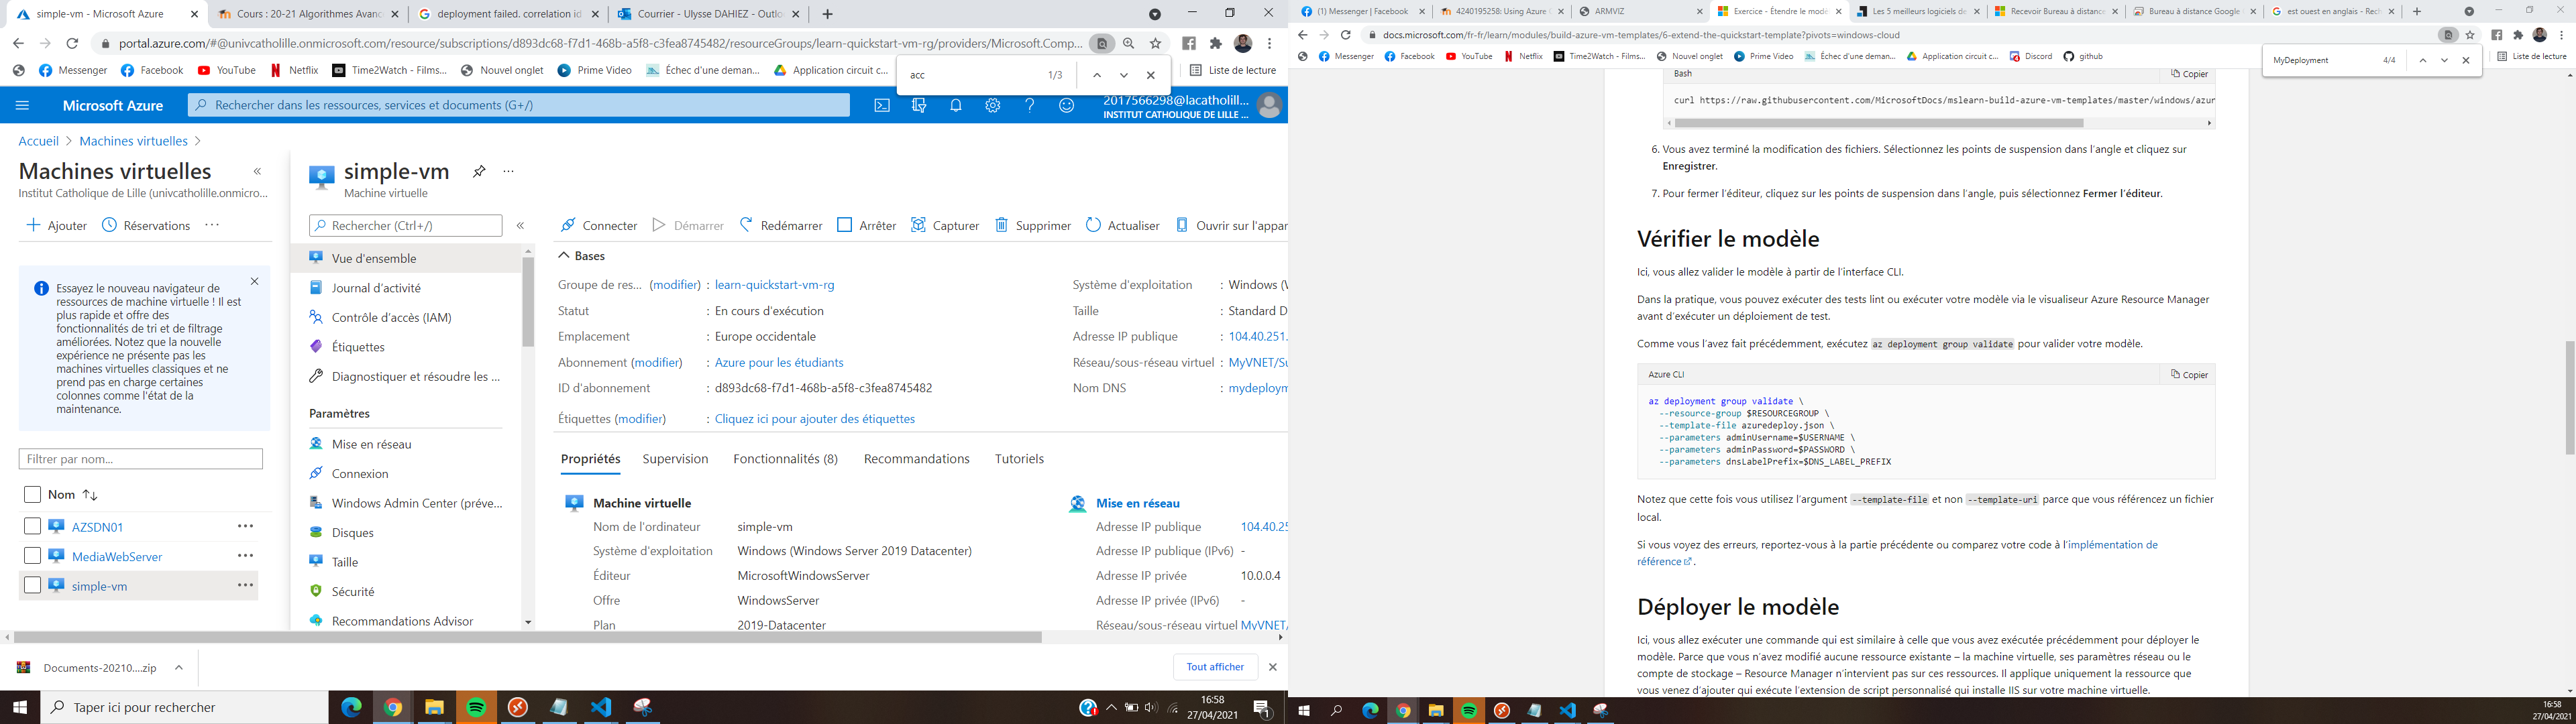 simple-vm - Microsoft Azure
Cours : 20-21 Algorithmes Avanc
deployment failed. correlation id
Courrier - Ulysse DAHIEZ - Outlo
portal.azure.com/#@univcatholille.onmicrosoft.com/resource/subscriptions/d893dc68-f7d1-468b-a5f8-c3fea8745482/resourceGroups/learn-quickstart-vm-rg/providers/Microsoft.Comp...
Messenger
Facebook
YouTube
Netflix
Time2Watch - Films...
Nouvel onglet
Prime Video
Échec d'une deman...
Application circuit c...
acc
1/3
Liste de lecture
Microsoft Azure
Rechercher dans les ressources, services et documents (G+/)
2017566298@lacatholill...
INSTITUT CATHOLIQUE DE LILLE ...
Accueil > Machines virtuelles >
Machines virtuelles
Institut Catholique de Lille (univcatholille.onmicro...
Ajouter
Réservations
...
Essayez le nouveau navigateur de
ressources de machine virtuelle ! Il est
plus rapide et offre des
fonctionnalités de tri et de filtrage
améliorées. Notez que la nouvelle
expérience ne présente pas les
machines virtuelles classiques et ne
prend pas en charge certaines
colonnes comme l'état de la
maintenance.
Filtrer par nom...
Nom
AZSDN01
MediaWebServer
simple-vm
simple-vm
Machine virtuelle
Rechercher (Ctrl+/)
Vue d'ensemble
Journal d'activité
Contrôle d'accès (IAM)
Étiquettes
Diagnostiquer et résoudre les ...
Paramètres
Mise en réseau
Connexion
Windows Admin Center (préve...
Disques
Taille
Sécurité
Recommandations Advisor
Connecter
Démarrer
Redémarrer
Arrêter
Capturer
Supprimer
Actualiser
Ouvrir sur l'appar
Bases
Groupe de res... (modifier) : learn-quickstart-vm-rg
Statut : En cours d'exécution
Emplacement : Europe occidentale
Abonnement (modifier) : Azure pour les étudiants
ID d'abonnement : d893dc68-f7d1-468b-a5f8-c3fea8745482
Étiquettes (modifier) : Cliquez ici pour ajouter des étiquettes
Système d'exploitation : Windows (W
Taille : Standard D
Adresse IP publique : 104.40.251.
Réseau/sous-réseau virtuel : MyVNET/Su
Nom DNS : mydeploym
Propriétés
Supervision
Fonctionnalités (8)
Recommandations
Tutoriels
Machine virtuelle
Nom de l'ordinateur simple-vm
Système d'exploitation Windows (Windows Server 2019 Datacenter)
Éditeur MicrosoftWindowsServer
Offre WindowsServer
Plan 2019-Datacenter
Mise en réseau
Adresse IP publique 104.40.25
Adresse IP publique (IPv6) -
Adresse IP privée 10.0.0.4
Adresse IP privée (IPv6) -
Réseau/sous-réseau virtuel MyVNET/
Documents-20210....zip
Tout afficher
Taper ici pour rechercher
16:58
27/04/2021
1
(1) Messenger | Facebook
4240195258: Using Azure
ARMVIZ
Exercice - Étendre le modè
Les 5 meilleurs logiciels de
Recevoir Bureau à distance
Bureau à distance Google
est ouest en anglais - Rech
docs.microsoft.com/fr-fr/learn/modules/build-azure-vm-templates/6-extend-the-quickstart-template?pivots=windows-cloud
Messenger
Facebook
YouTube
Netflix
Time2Watch - Films...
Nouvel onglet
Prime Video
Échec d'une deman...
Application circuit c...
Discord
github
MyDeployment
4/4
Liste de lecture
Bash
Copier
curl https://raw.githubusercontent.com/MicrosoftDocs/mslearn-build-azure-vm-templates/master/windows/azur
6. Vous avez terminé la modification des fichiers. Sélectionnez les points de suspension dans l'angle et cliquez sur
Enregistrer.
7. Pour fermer l'éditeur, cliquez sur les points de suspension dans l'angle, puis sélectionnez Fermer l'éditeur.
Vérifier le modèle
Ici, vous allez valider le modèle à partir de l'interface CLI.
Dans la pratique, vous pouvez exécuter des tests lint ou exécuter votre modèle via le visualiseur Azure Resource Manager
avant d'exécuter un déploiement de test.
Comme vous l'avez fait précédemment, exécutez az deployment group validate pour valider votre modèle.
Azure CLI
Copier
az deployment group validate \
--resource-group $RESOURCEGROUP \
--template-file azuredeploy.json \
--parameters adminUsername=$USERNAME \
--parameters adminPassword=$PASSWORD \
--parameters dnsLabelPrefix=$DNS_LABEL_PREFIX
Notez que cette fois vous utilisez l'argument --template-file et non --template-uri parce que vous référencez un fichier
local.
Si vous voyez des erreurs, reportez-vous à la partie précédente ou comparez votre code à l'implémentation de
référence.
Déployer le modèle
Ici, vous allez exécuter une commande qui est similaire à celle que vous avez exécutée précédemment pour déployer le
modèle. Parce que vous n'avez modifié aucune ressource existante – la machine virtuelle, ses paramètres réseau ou le
compte de stockage – Resource Manager n'intervient pas sur ces ressources. Il applique uniquement la ressource que
vous venez d'ajouter qui exécute l'extension de script personnalisé qui installe IIS sur votre machine virtuelle.
16:58
27/04/2021